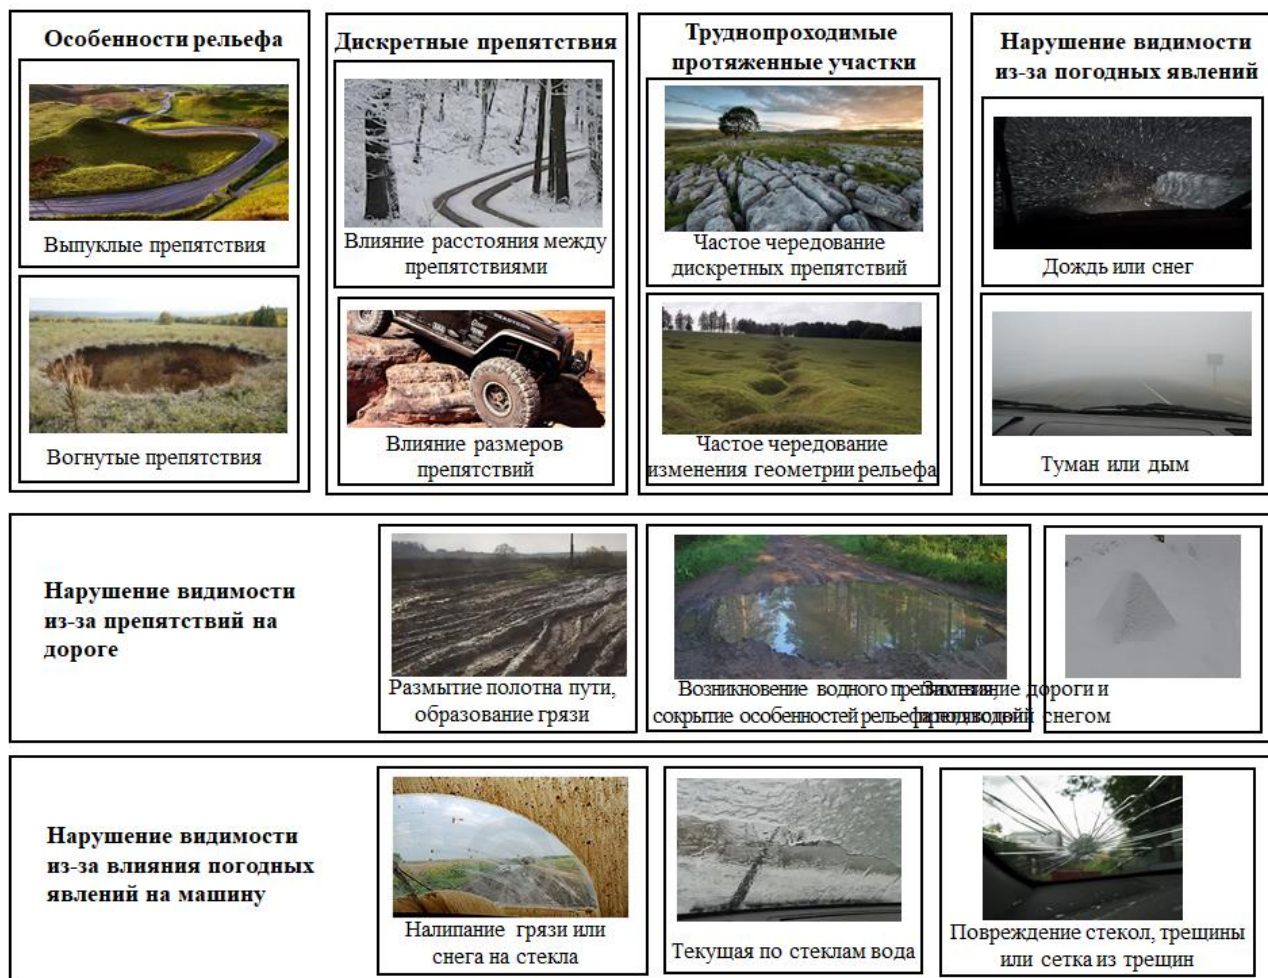 Особенности рельефа
Выпуклые препятствия
Вогнутые препятствия
Дискретные препятствия
Влияние расстояния между
препятствиями
Влияние размеров
препятствий
Труднопроходимые
протяженные участки
Частое чередование
дискретных препятствий
Частое чередование
изменения геометрии рельефа
Нарушение видимости
из-за погодных явлений
Дождь или снег
Туман или дым
Нарушение видимости
из-за препятствий на
дороге
Размытие полотна пути,
образование грязи
Возникновение водного
сокрытие особенностей рельефа
дороги и
снегом
Нарушение видимости
из-за влияния погодных
явлений на машину
Налипание грязи или
снега на стекла
Текущая по стеклам вода
Повреждение стекол, трещины
или сетка из трещин